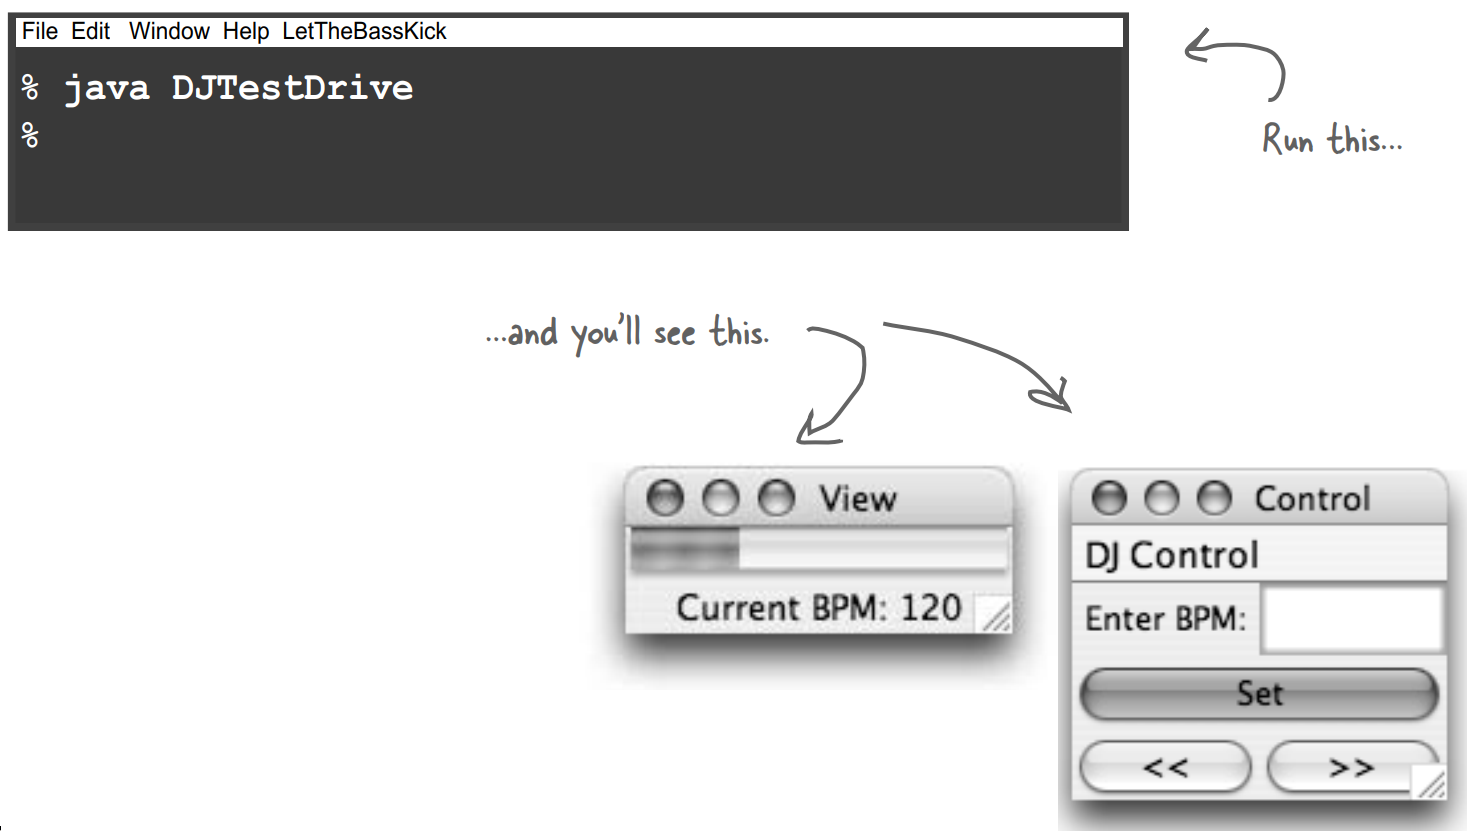 File Edit Window Help LetTheBassKick
% java DJTestDrive
%
Run this...
...and you'll see this.
View
Current BPM: 120
Control
DJ Control
Enter BPM:
Set
<< >>